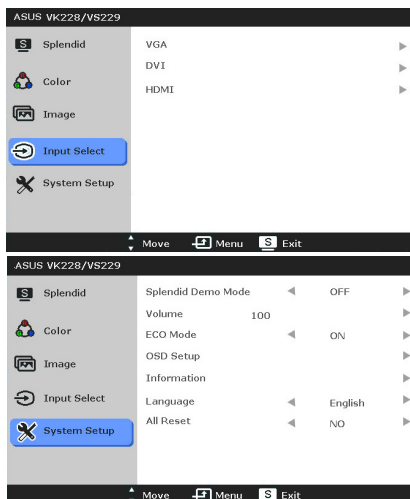 ASUS VK228/VS229
S Splendid
VGA
DVI
Color
HDMI
Image
Input Select
System Setup
Move Menu S Exit
ASUS VK228/VS229
S Splendid
Splendid Demo Mode OFF
Volume 100
Color
ECO Mode ON
Image
OSD Setup
Information
Input Select
Language English
System Setup
All Reset NO
Move Menu S Exit